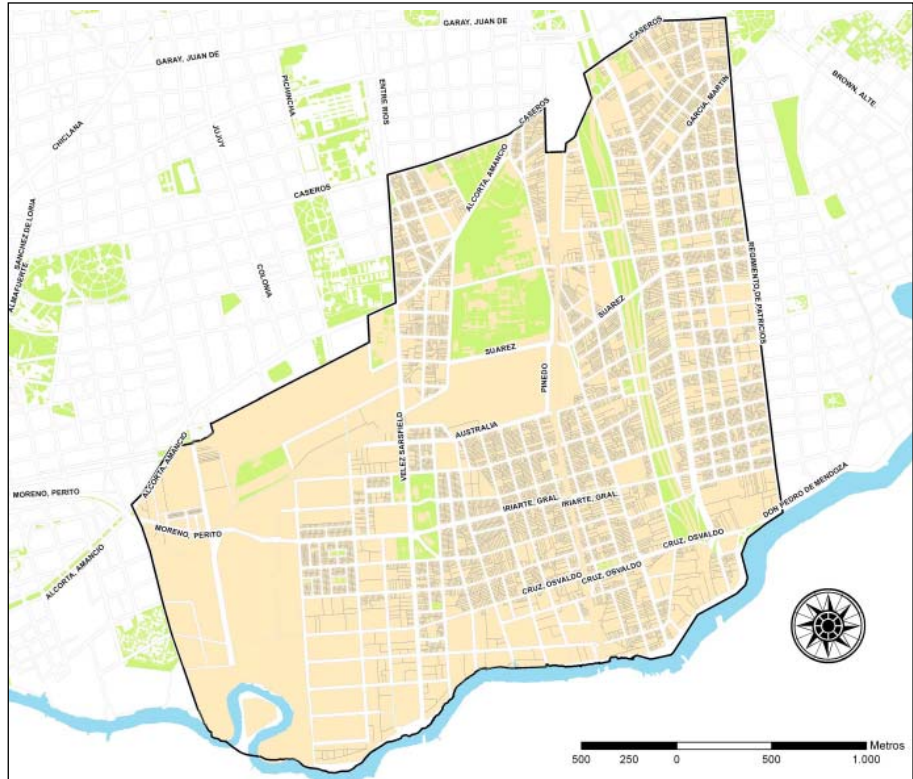 GARAY, JUAN DE
GARAY, JUAN DE
CASEROS
BROWN, ALTE.
PICHINCHA
ENTRE RIOS
GARCIA, MARTIN
CHICLANA
JUJUY
CASEROS
ALCORTA, AMANCIO
CASEROS
SANCHEZ DE LORIA
ALMAFUERTE
COLONIA
REGIMIENTO DE PATRICIOS
SUAREZ
SUAREZ
PINEDO
VELEZ SARSFIELD
AUSTRALIA
ALCORTA, AMANCIO
MORENO, PERITO
IRIARTE, GRAL.
IRIARTE, GRAL.
DON PEDRO DE MENDOZA
MORENO, PERITO
CRUZ, OSVALDO
ALCORTA, AMANCIO
CRUZ, OSVALDO
CRUZ, OSVALDO
Metros
500 250 0 500 1.000